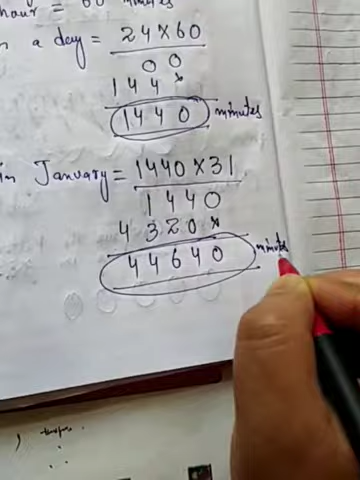 hour = 60 minutes
a day = 24×60
00
144*
1440 minutes
in January = 1440×31
1440
4320*
44640 minutes